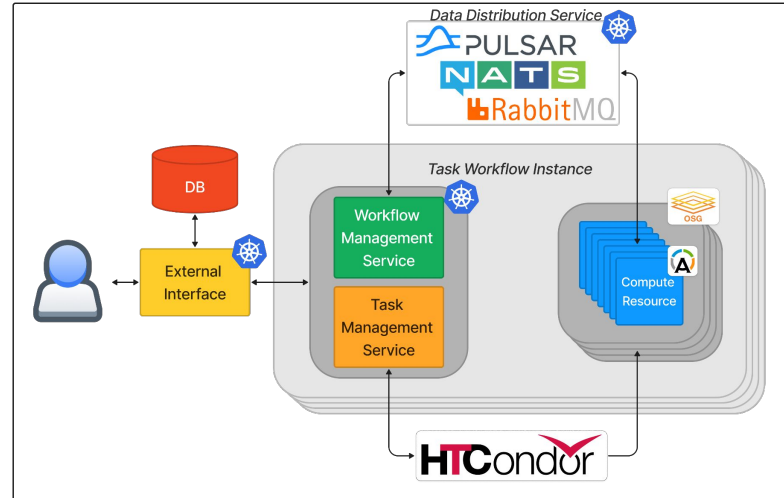 Data Distribution Service
PULSAR
NATS
RabbitMQ
Task Workflow Instance
DB
Workflow
Management
Service
OSG
External
Interface
A
Compute
Resource
Task
Management
Service
HTCondor